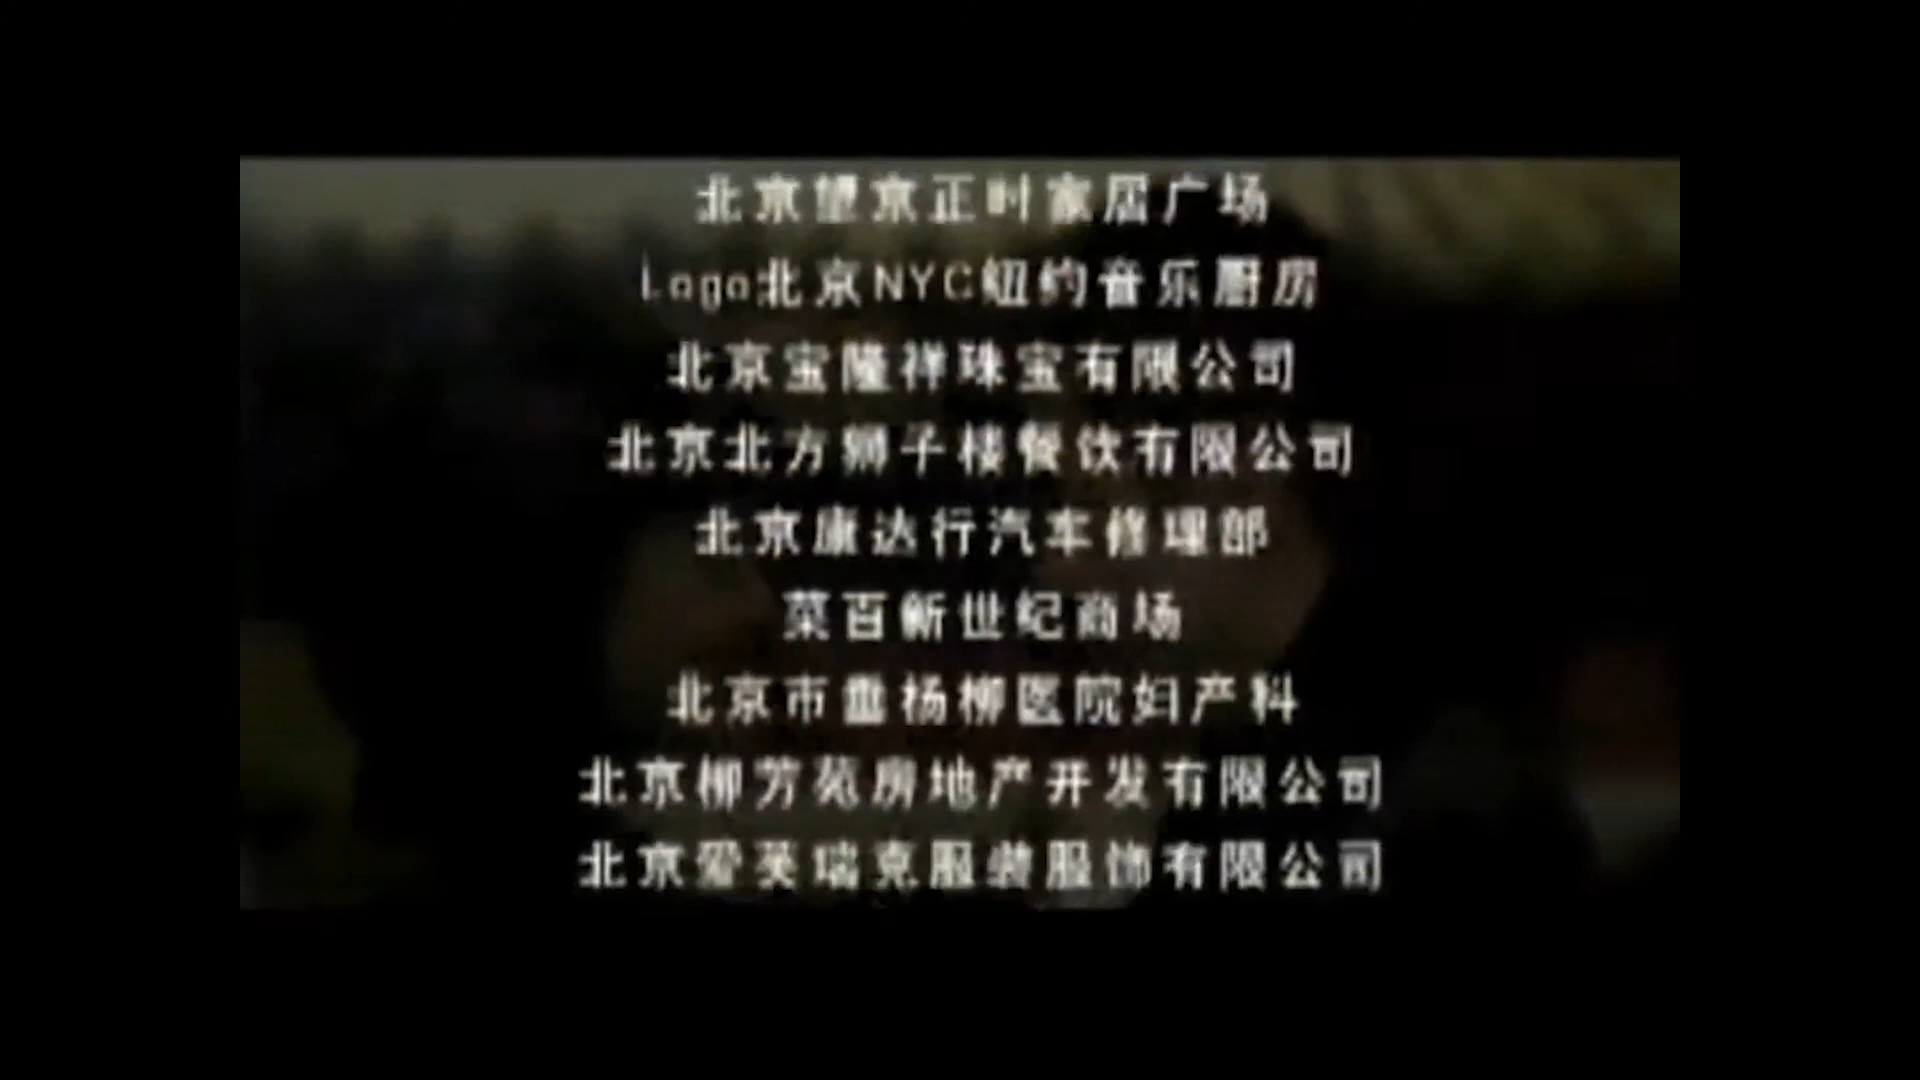 北京望京正时家居广场
Logo北京NYC纽约音乐厨房
北京宝隆祥珠宝有限公司
北京北方狮子楼餐饮有限公司
北京康达行汽车修理部
菜百新世纪商场
北京市垂杨柳医院妇产科
北京柳芳苑房地产开发有限公司
北京爱芙瑞克服装服饰有限公司